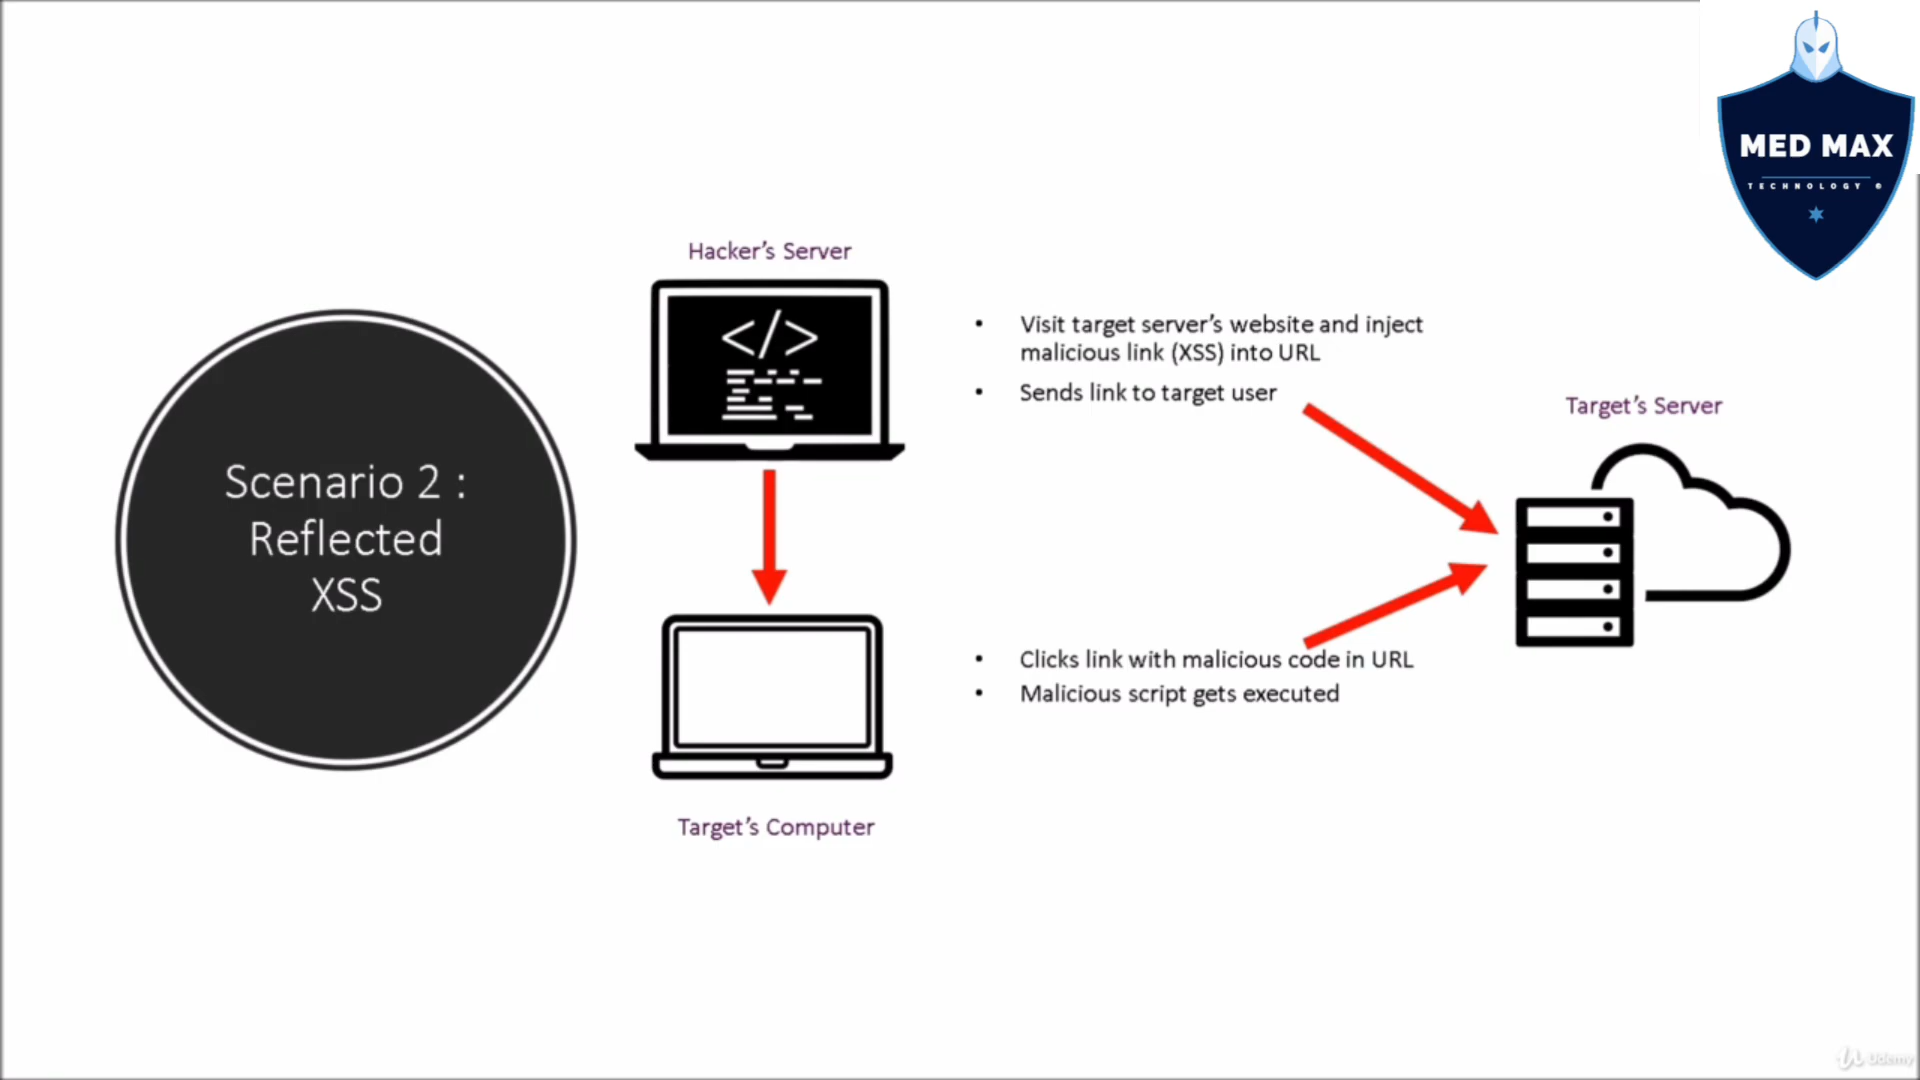 MED MAX
TECHNOLOGY ®
Hacker's Server
</>
Visit target server's website and inject
malicious link (XSS) into URL
Sends link to target user
Target's Server
Scenario 2 :
Reflected
XSS
Clicks link with malicious code in URL
Malicious script gets executed
Target's Computer
Udemy